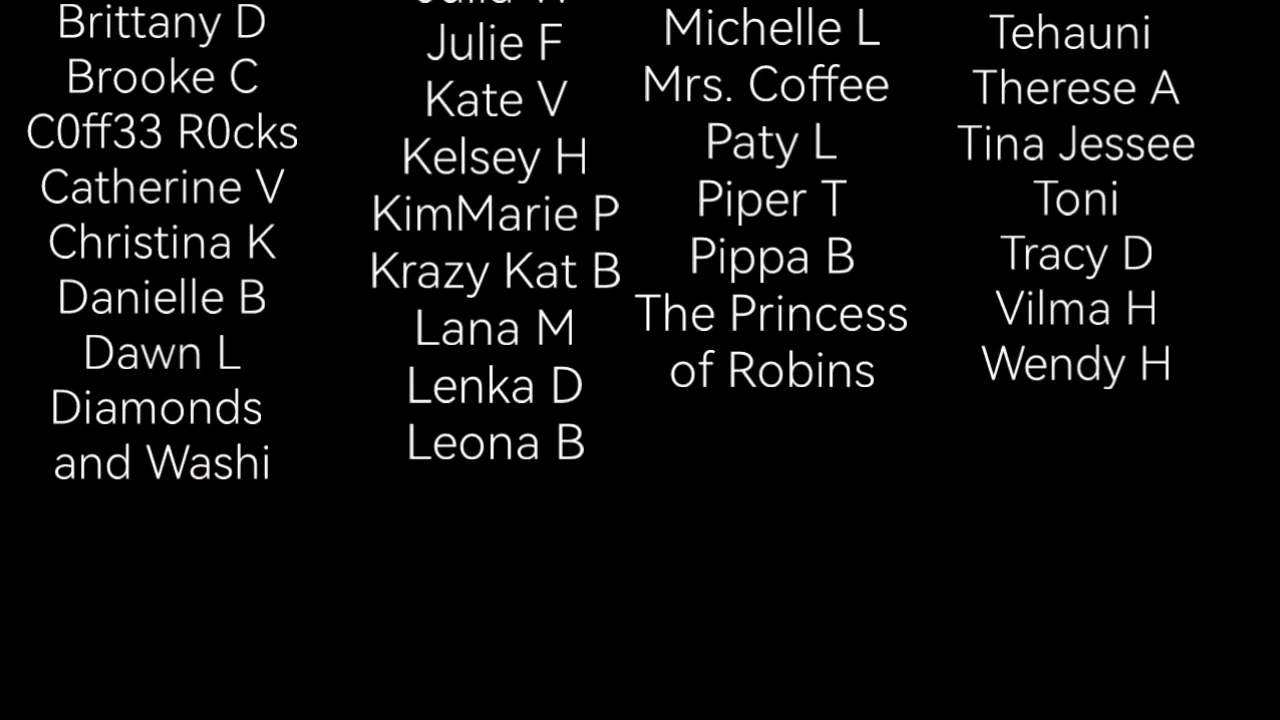 Brittany D
Brooke C
C0ff33 R0cks
Catherine V
Christina K
Danielle B
Dawn L
Diamonds
and Washi
Julie F
Kate V
Kelsey H
KimMarie P
Krazy Kat B
Lana M
Lenka D
Leona B
Michelle L
Mrs. Coffee
Paty L
Piper T
Pippa B
The Princess
of Robins
Tehauni
Therese A
Tina Jessee
Toni
Tracy D
Vilma H
Wendy H